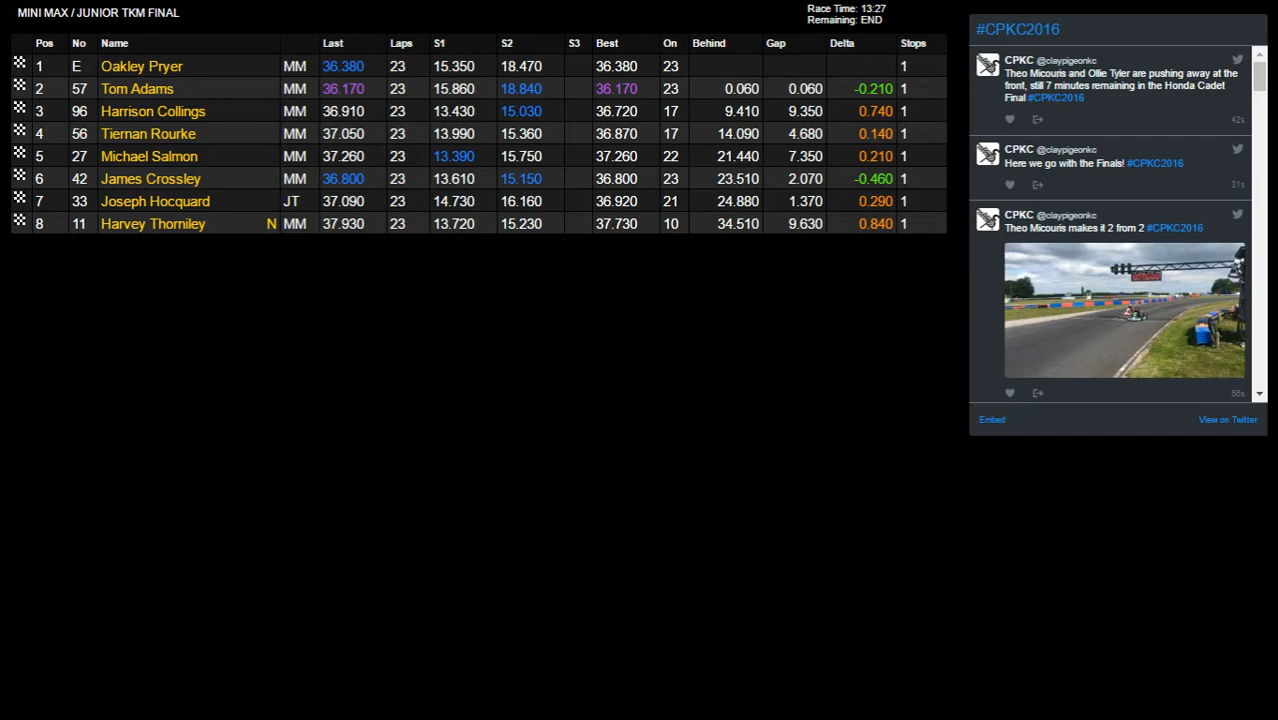 MINI MAX / JUNIOR TKM FINAL
Race Time: 13:27
Remaining: END
Pos No Name Last Laps S1 S2 S3 Best On Behind Gap Delta Stops
1 E Oakley Pryer MM 36.380 23 15.350 18.470 36.380 23 1
2 57 Tom Adams MM 36.170 23 15.860 18.840 36.170 23 0.060 0.060 -0.210 1
3 96 Harrison Collings MM 36.910 23 13.430 15.030 36.720 17 9.410 9.350 0.740 1
4 56 Tiernan Rourke MM 37.050 23 13.990 15.360 36.870 17 14.090 4.680 0.140 1
5 27 Michael Salmon MM 37.260 23 13.390 15.750 37.260 22 21.440 7.350 0.210 1
6 42 James Crossley MM 36.800 23 13.610 15.150 36.800 23 23.510 2.070 -0.460 1
7 33 Joseph Hocquard JT 37.090 23 14.730 16.160 36.920 21 24.880 1.370 0.290 1
8 11 Harvey Thorniley N MM 37.930 23 13.720 15.230 37.730 10 34.510 9.630 0.840 1
#CPKC2016
CPKC @claypigeonkc
Theo Micouris and Ollie Tyler are pushing away at the
front, still 7 minutes remaining in the Honda Cadet
Final #CPKC2016
42s
CPKC @claypigeonkc
Here we go with the Finals! #CPKC2016
31s
CPKC @claypigeonkc
Theo Micouris makes it 2 from 2 #CPKC2016
56s
Embed View on Twitter